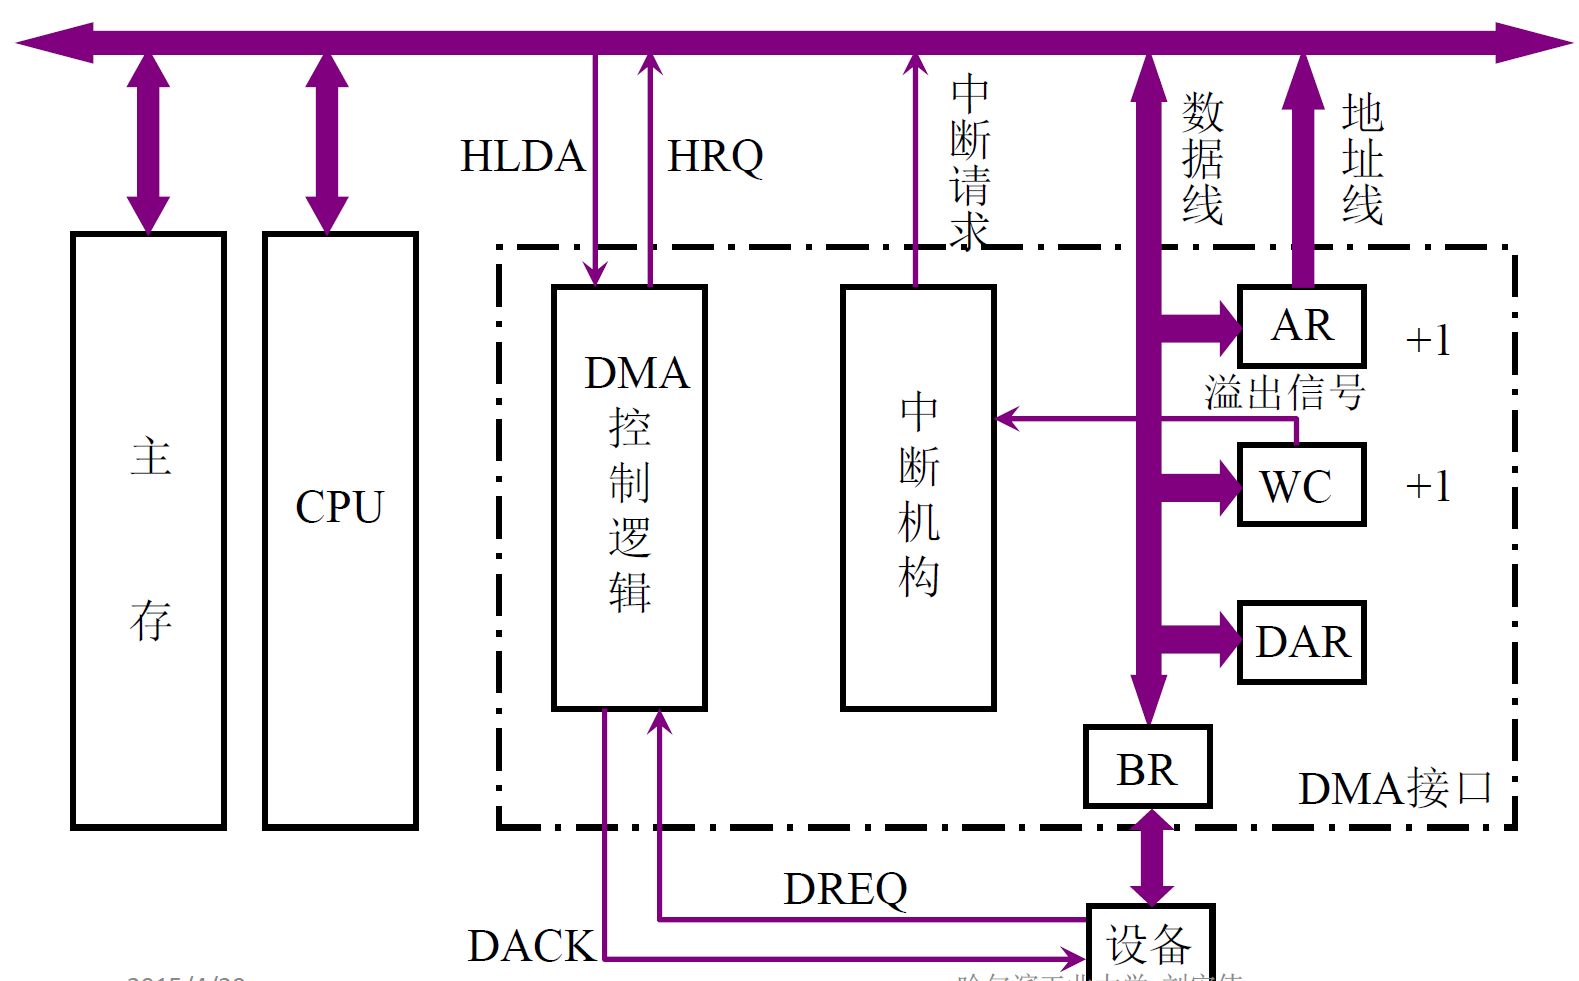 HLDA
HRQ
中断请求
数据线
地址线
主存
CPU
DMA
控制逻辑
中断机构
AR
+1
溢出信号
WC
+1
DAR
BR
DMA接口
DREQ
DACK
设备